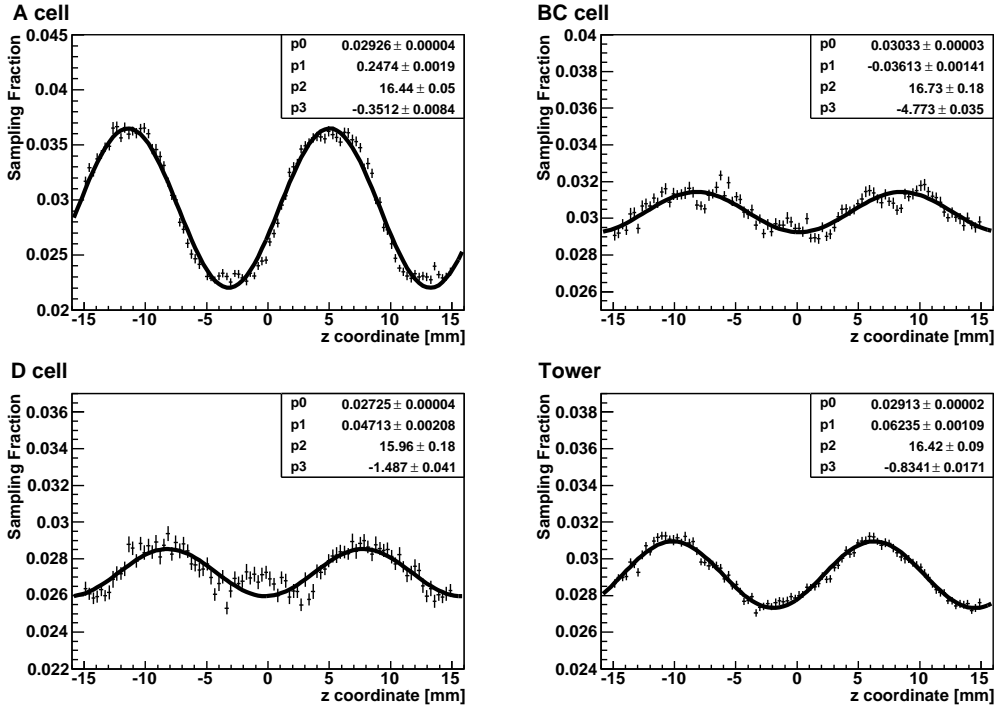 A cell
Sampling Fraction
0.045
0.04
0.035
0.03
0.025
0.02
p0 0.02926 ± 0.00004
p1 0.2474 ± 0.0019
p2 16.44 ± 0.05
p3 -0.3512 ± 0.0084
-15 -10 -5 0 5 10 15
z coordinate [mm]
BC cell
Sampling Fraction
0.04
0.038
0.036
0.034
0.032
0.03
0.028
0.026
p0 0.03033 ± 0.00003
p1 -0.03613 ± 0.00141
p2 16.73 ± 0.18
p3 -4.773 ± 0.035
-15 -10 -5 0 5 10 15
z coordinate [mm]
D cell
Sampling Fraction
0.036
0.034
0.032
0.03
0.028
0.026
0.024
0.022
p0 0.02725 ± 0.00004
p1 0.04713 ± 0.00208
p2 15.96 ± 0.18
p3 -1.487 ± 0.041
-15 -10 -5 0 5 10 15
z coordinate [mm]
Tower
Sampling Fraction
0.038
0.036
0.034
0.032
0.03
0.028
0.026
0.024
p0 0.02913 ± 0.00002
p1 0.06235 ± 0.00109
p2 16.42 ± 0.09
p3 -0.8341 ± 0.0171
-15 -10 -5 0 5 10 15
z coordinate [mm]